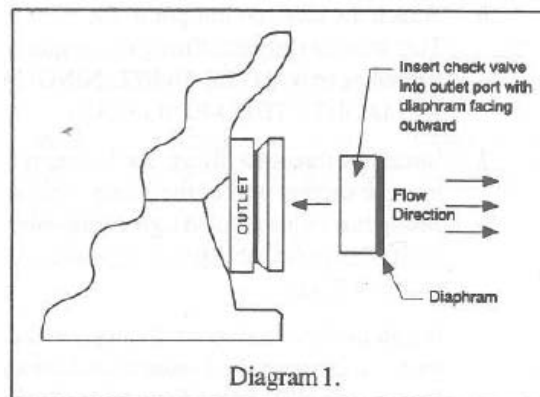 Insert check valve
into outlet port with
diaphram facing
outward
OUTLET
Flow
Direction
Diaphram
Diagram 1.